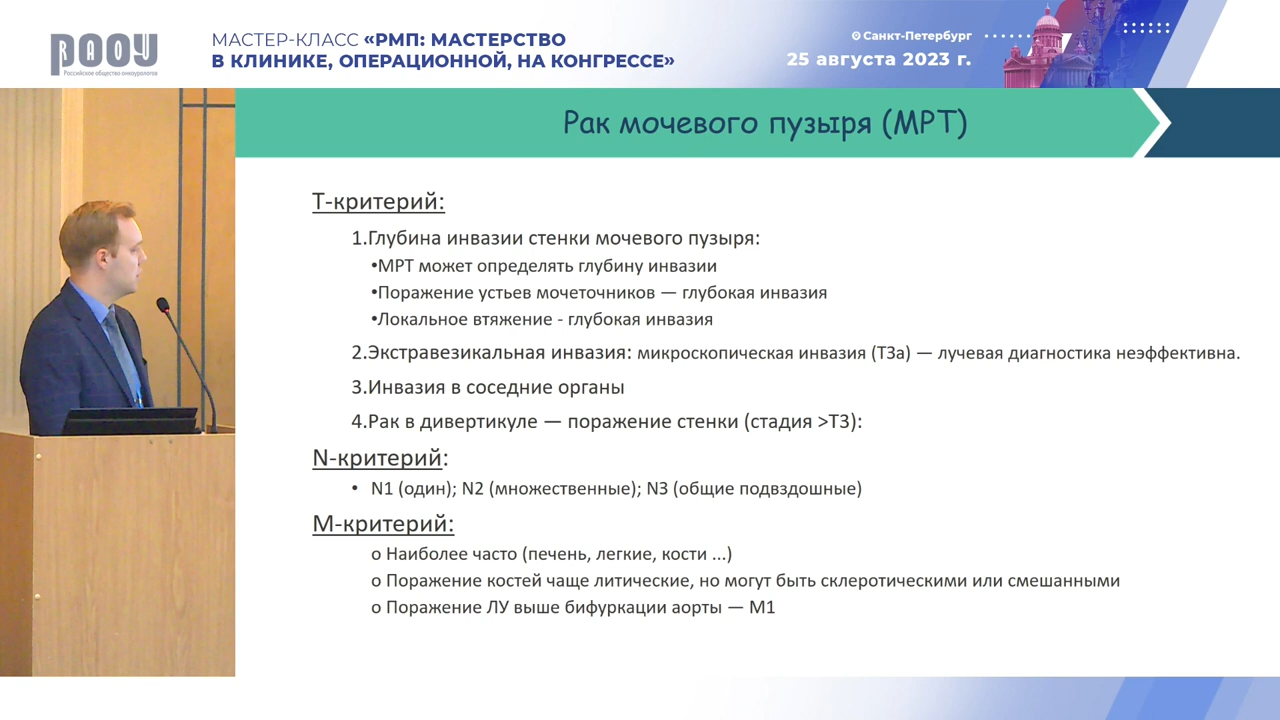 RAOU
Российское общество онкоурологов
МАСТЕР-КЛАСС «РМП: МАСТЕРСТВО
В КЛИНИКЕ, ОПЕРАЦИОННОЙ, НА КОНГРЕССЕ»
Санкт-Петербург
25 августа 2023 г.
Рак мочевого пузыря (МРТ)
Т-критерий:
1.Глубина инвазии стенки мочевого пузыря:
•МРТ может определять глубину инвазии
•Поражение устьев мочеточников — глубокая инвазия
•Локальное втяжение - глубокая инвазия
2.Экстравезикальная инвазия: микроскопическая инвазия (Т3а) — лучевая диагностика неэффективна.
3.Инвазия в соседние органы
4.Рак в дивертикуле — поражение стенки (стадия >Т3):
N-критерий:
• N1 (один); N2 (множественные); N3 (общие подвздошные)
М-критерий:
о Наиболее часто (печень, легкие, кости ...)
о Поражение костей чаще литические, но могут быть склеротическими или смешанными
о Поражение ЛУ выше бифуркации аорты — М1